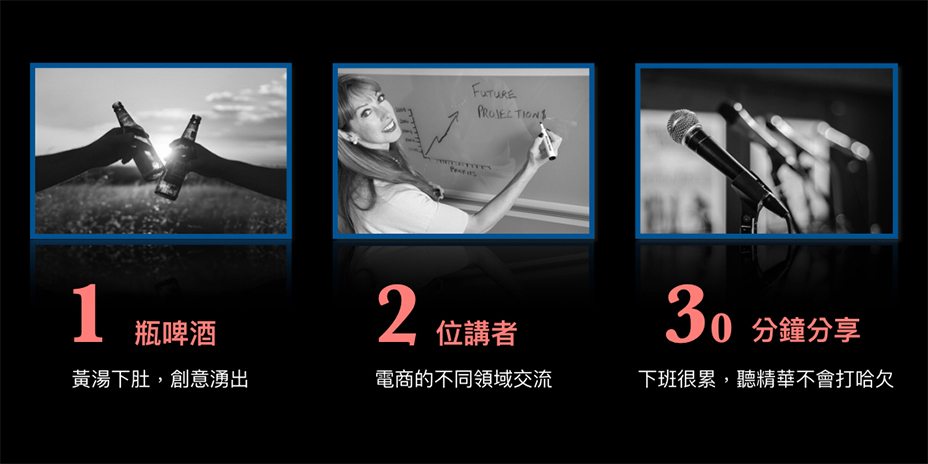 FUTURE
PROJECTIONS
PROFITS
1 瓶啤酒
黃湯下肚，創意湧出
2 位講者
電商的不同領域交流
30 分鐘分享
下班很累，聽精華不會打哈欠